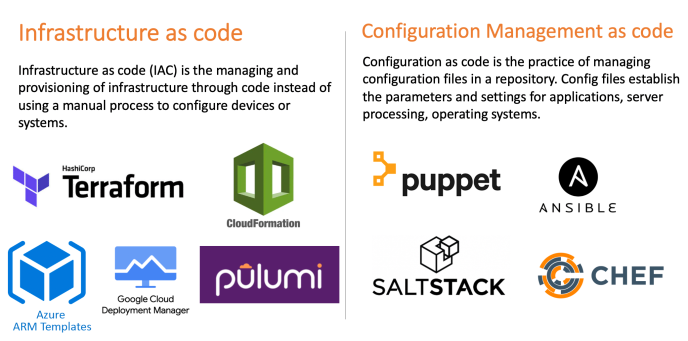 Infrastructure as code
Infrastructure as code (IAC) is the managing and
provisioning of infrastructure through code instead of
using a manual process to configure devices or
systems.
HashiCorp
Terraform
CloudFormation
Azure
ARM Templates
Google Cloud
Deployment Manager
pulumi
Configuration Management as code
Configuration as code is the practice of managing
configuration files in a repository. Config files establish
the parameters and settings for applications, server
processing, operating systems.
puppet
ANSIBLE
SALTSTACK
CHEF